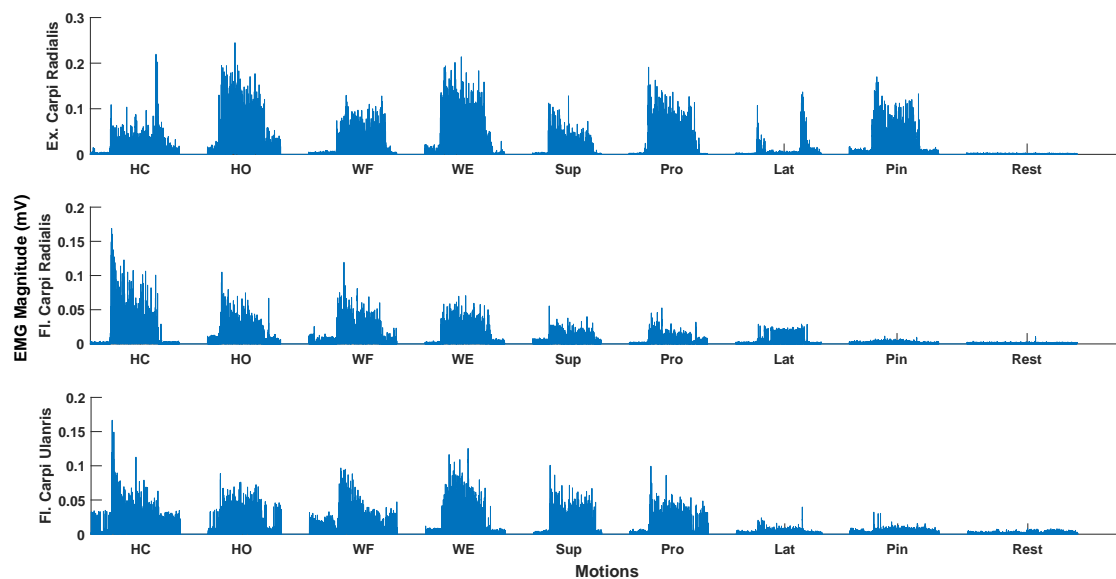 Ex. Carpi Radialis
0.3
0.2
0.1
0
HC HO WF WE Sup Pro Lat Pin Rest
EMG Magnitude (mV)
Fl. Carpi Radialis
0.2
0.15
0.1
0.05
0
HC HO WF WE Sup Pro Lat Pin Rest
Fl. Carpi Ulanris
0.2
0.15
0.1
0.05
0
HC HO WF WE Sup Pro Lat Pin Rest
Motions